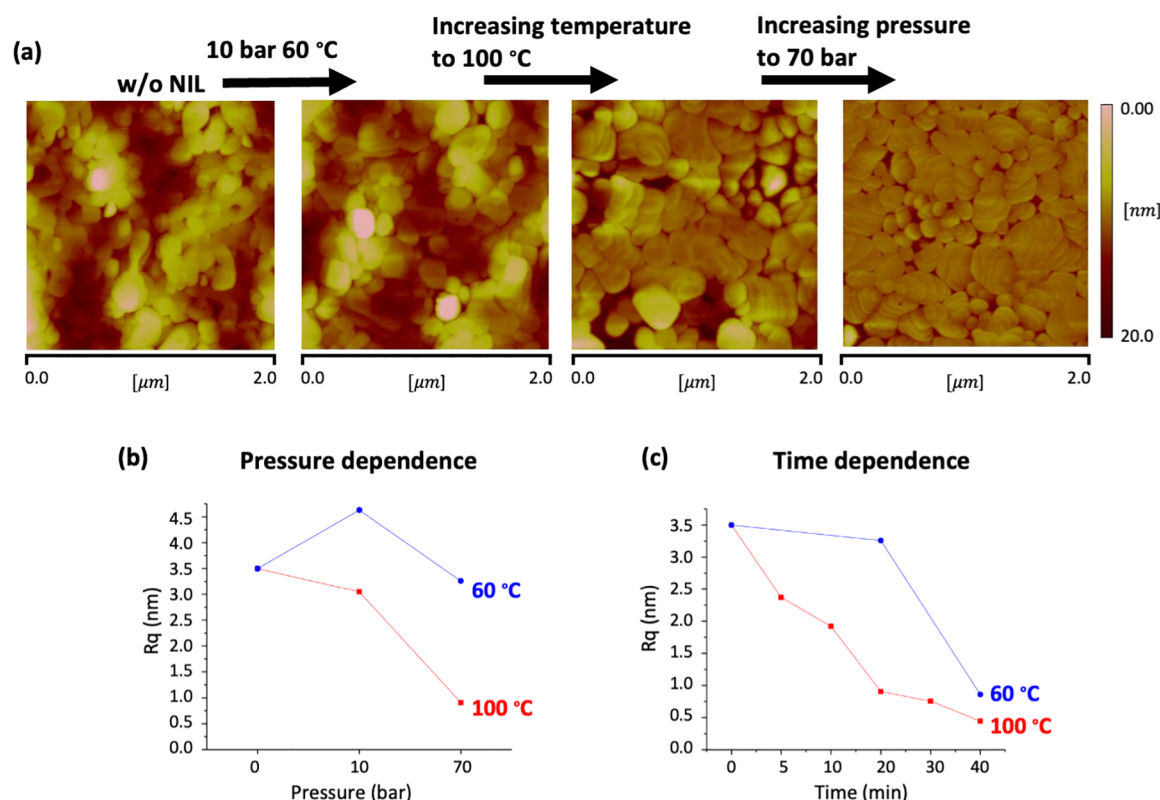 (a)
w/o NIL
10 bar 60 °C
Increasing temperature
to 100 °C
Increasing pressure
to 70 bar
0.00
[nm]
20.0
0.0 [μm] 2.0
0.0 [μm] 2.0
0.0 [μm] 2.0
0.0 [μm] 2.0
(b) Pressure dependence
Rq (nm)
4.5
4.0
3.5
3.0
2.5
2.0
1.5
1.0
0.5
0.0
60 °C
100 °C
0 10 70
Pressure (bar)
(c) Time dependence
Rq (nm)
3.5
3.0
2.5
2.0
1.5
1.0
0.5
0.0
60 °C
100 °C
0 5 10 20 30 40
Time (min)